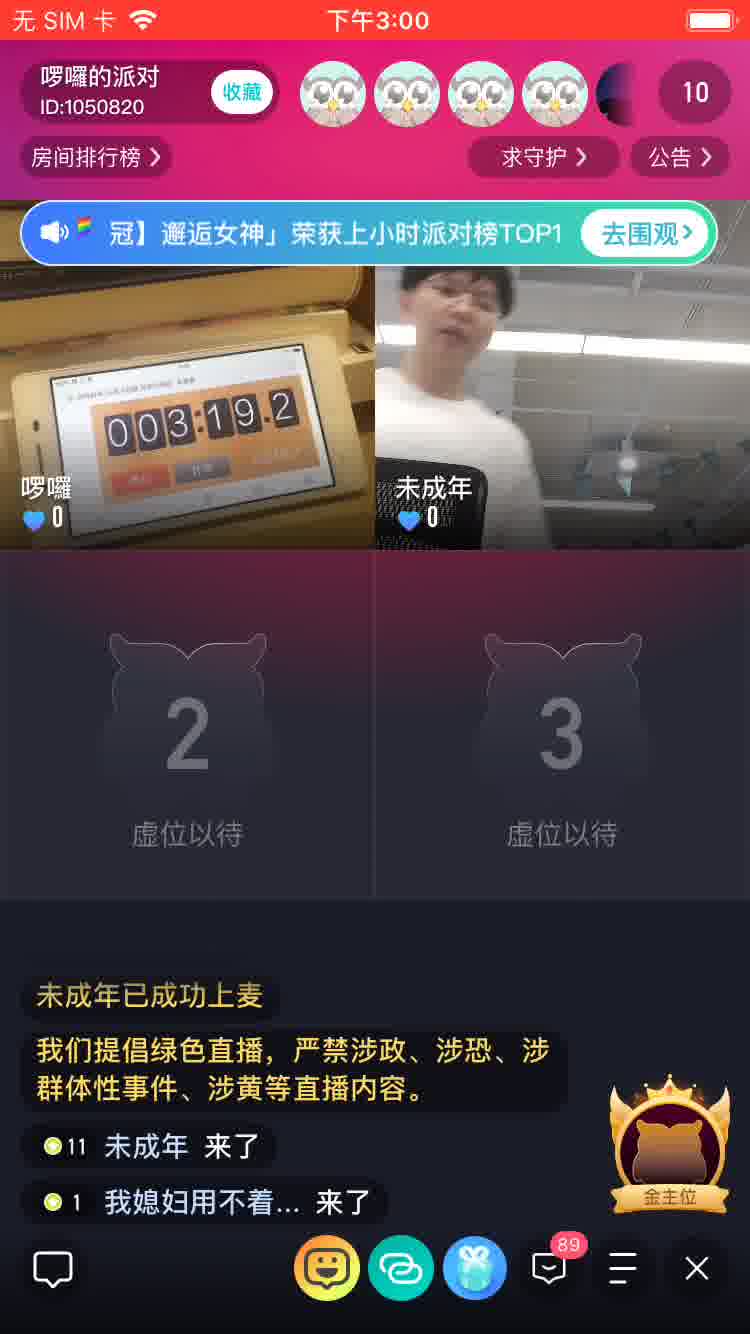 无 SIM 卡
下午3:00
啰囉的派对
ID:1050820
收藏
10
房间排行榜
求守护
公告
冠】邂逅女神」荣获上小时派对榜TOP1
去围观
003:19.2
啰囉
0
未成年
0
2
虚位以待
3
虚位以待
未成年已成功上麦
我们提倡绿色直播，严禁涉政、涉恐、涉
群体性事件、涉黄等直播内容。
11 未成年 来了
1 我媳妇用不着... 来了
金主位
89